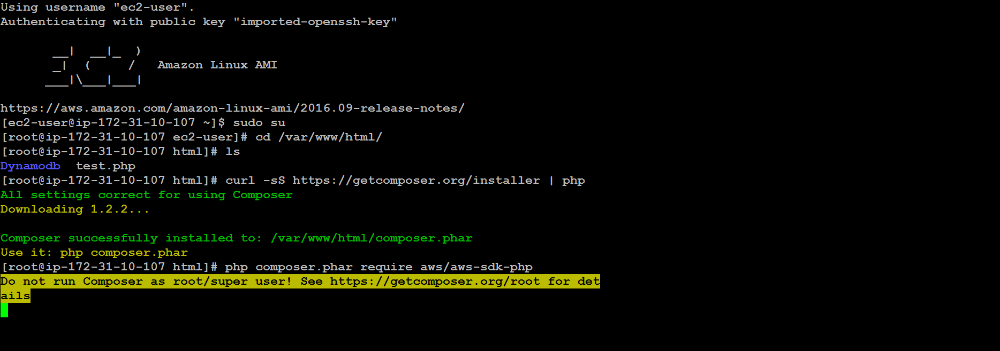 Using username "ec2-user".
Authenticating with public key "imported-openssh-key"
       __|  __|_  )
       _|  (     /   Amazon Linux AMI
      ___|\___|___|
https://aws.amazon.com/amazon-linux-ami/2016.09-release-notes/
[ec2-user@ip-172-31-10-107 ~]$ sudo su
[root@ip-172-31-10-107 ec2-user]# cd /var/www/html/
[root@ip-172-31-10-107 html]# ls
Dynamodb  test.php
[root@ip-172-31-10-107 html]# curl -sS https://getcomposer.org/installer | php
All settings correct for using Composer
Downloading 1.2.2...
Composer successfully installed to: /var/www/html/composer.phar
Use it: php composer.phar
[root@ip-172-31-10-107 html]# php composer.phar require aws/aws-sdk-php
Do not run Composer as root/super user! See https://getcomposer.org/root for det
ails